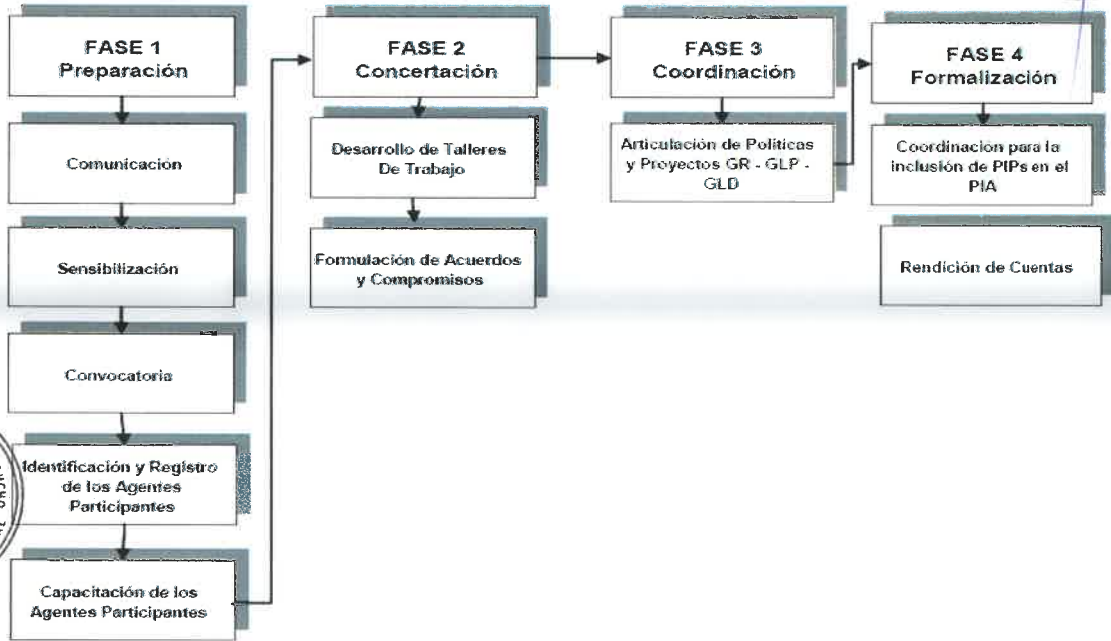 FASE 1
Preparación
Comunicación
Sensibilización
Convocatoria
Identificación y Registro
de los Agentes
Participantes
Capacitación de los
Agentes Participantes
FASE 2
Concertación
Desarrollo de Talleres
De Trabajo
Formulación de Acuerdos
y Compromisos
FASE 3
Coordinación
Articulación de Políticas
y Proyectos GR - GLP -
GLD
FASE 4
Formalización
Coordinación para la
inclusión de PIPs en el
PIA
Rendición de Cuentas